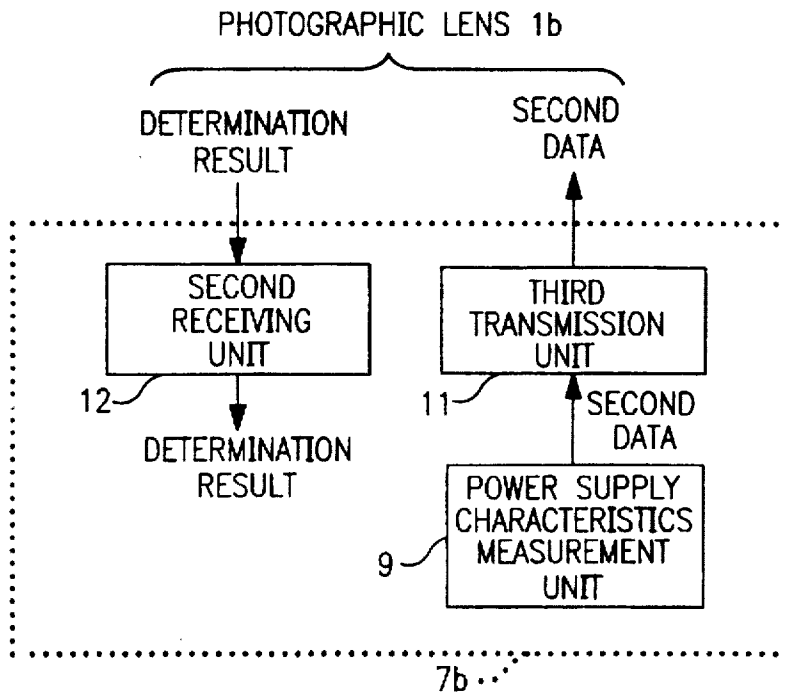 PHOTOGRAPHIC LENS 1b
DETERMINATION
RESULT
SECOND
DATA
SECOND
RECEIVING
UNIT
12
THIRD
TRANSMISSION
UNIT
11
DETERMINATION
RESULT
SECOND
DATA
POWER SUPPLY
CHARACTERISTICS
MEASUREMENT
UNIT
9
7b